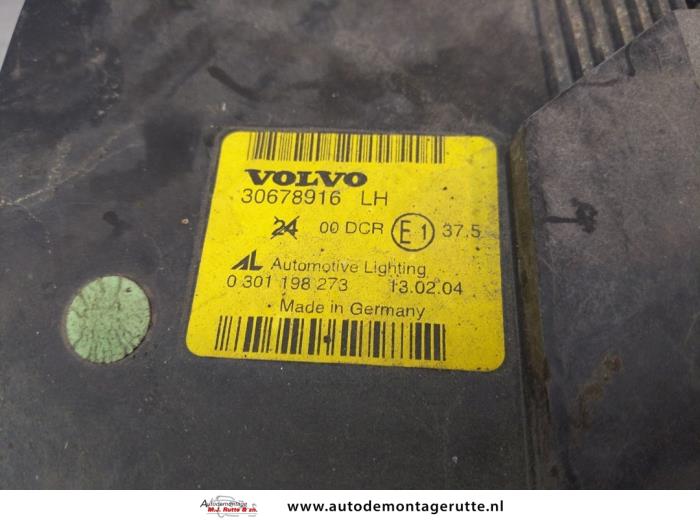 VOLVO
30678916 LH
24 00 DCR E1 37.5
AL Automotive Lighting
0 301 198 273 13.02.04
Made in Germany
Autodemontage
M.J. Rutte & zn.
www.autodemontagerutte.nl